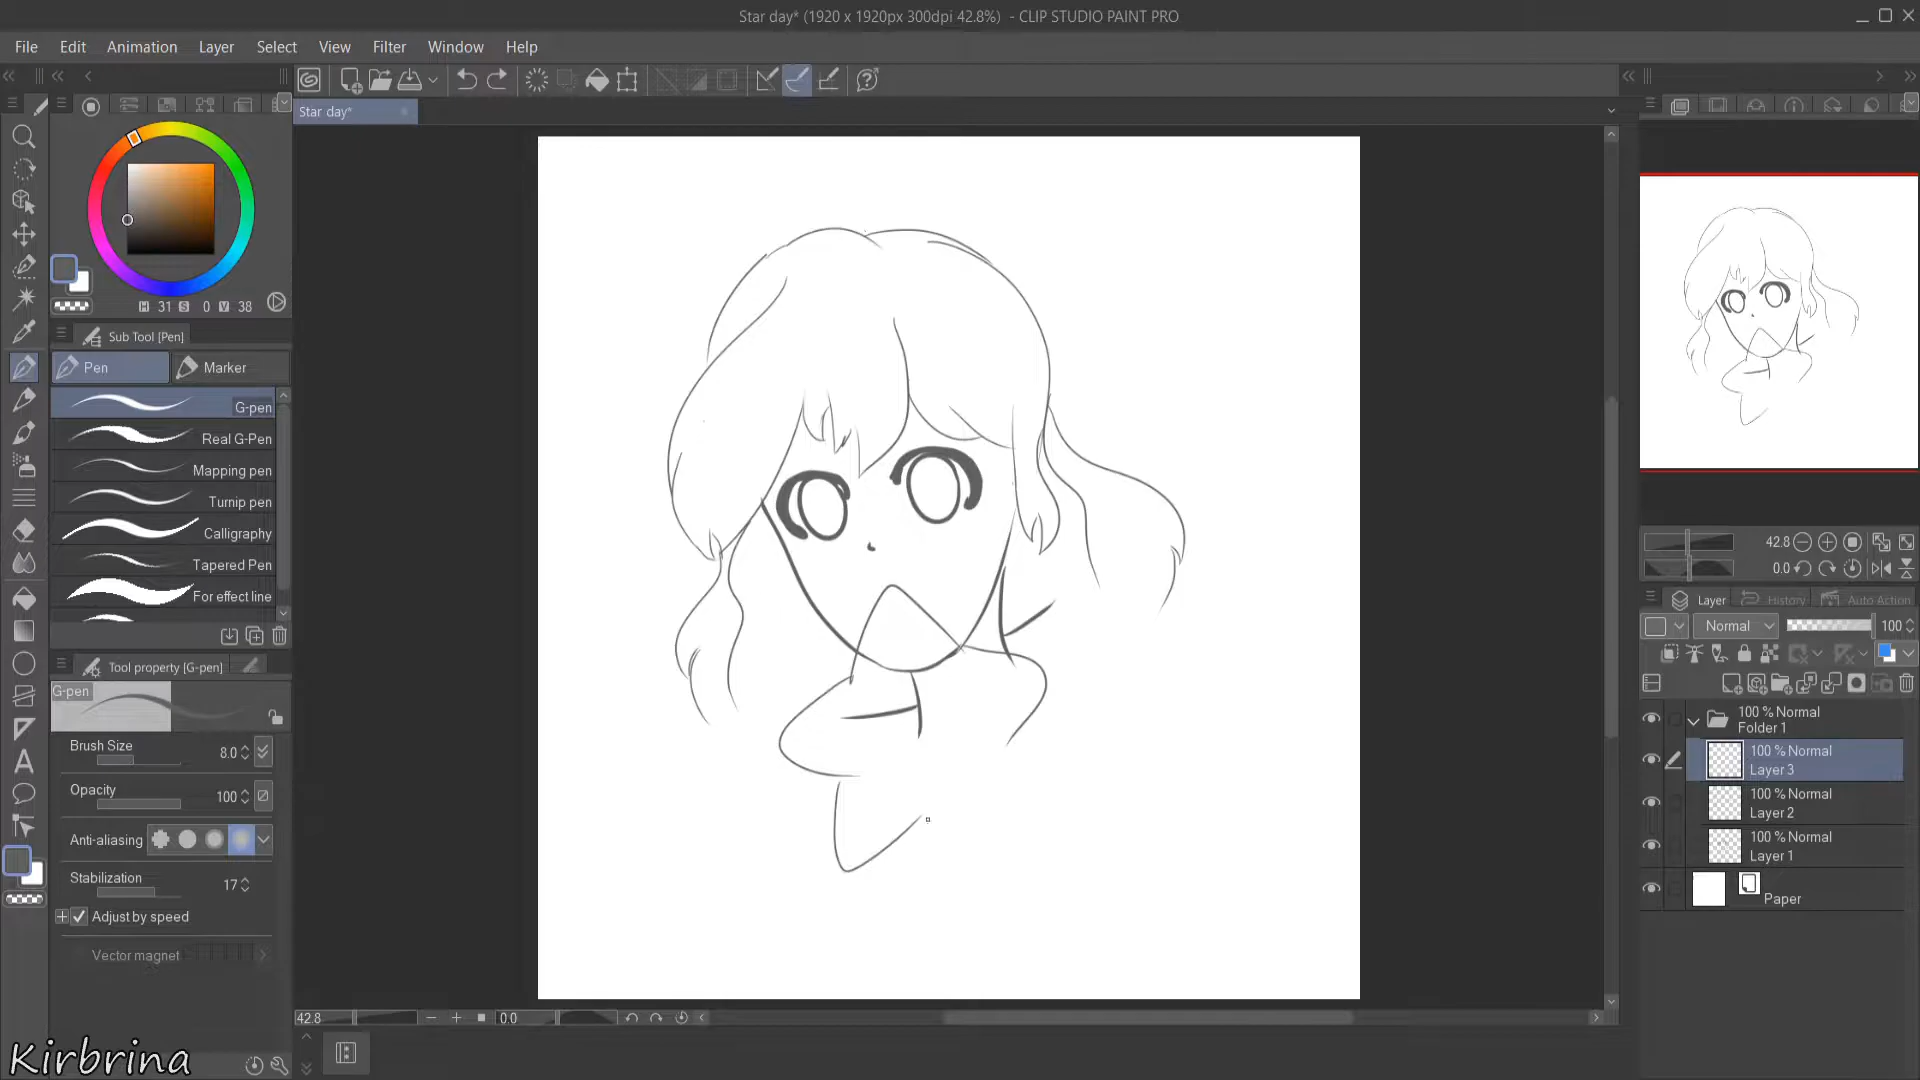 Star day* (1920 x 1920px 300dpi 42.8%) - CLIP STUDIO PAINT PRO
File Edit Animation Layer Select View Filter Window Help
Star day*
H 31 S 0 V 38
Sub Tool [Pen]
Pen Marker
G-pen
Real G-Pen
Mapping pen
Turnip pen
Calligraphy
Tapered Pen
For effect line
Tool property [G-pen]
G-pen
Brush Size 8.0
Opacity 100
Anti-aliasing
Stabilization 17
Adjust by speed
Vector magnet
Kirbrina
42.8 0.0
42.8
0.0
Layer History Auto Action
Normal 100
100 % Normal
Folder 1
100 % Normal
Layer 3
100 % Normal
Layer 2
100 % Normal
Layer 1
Paper